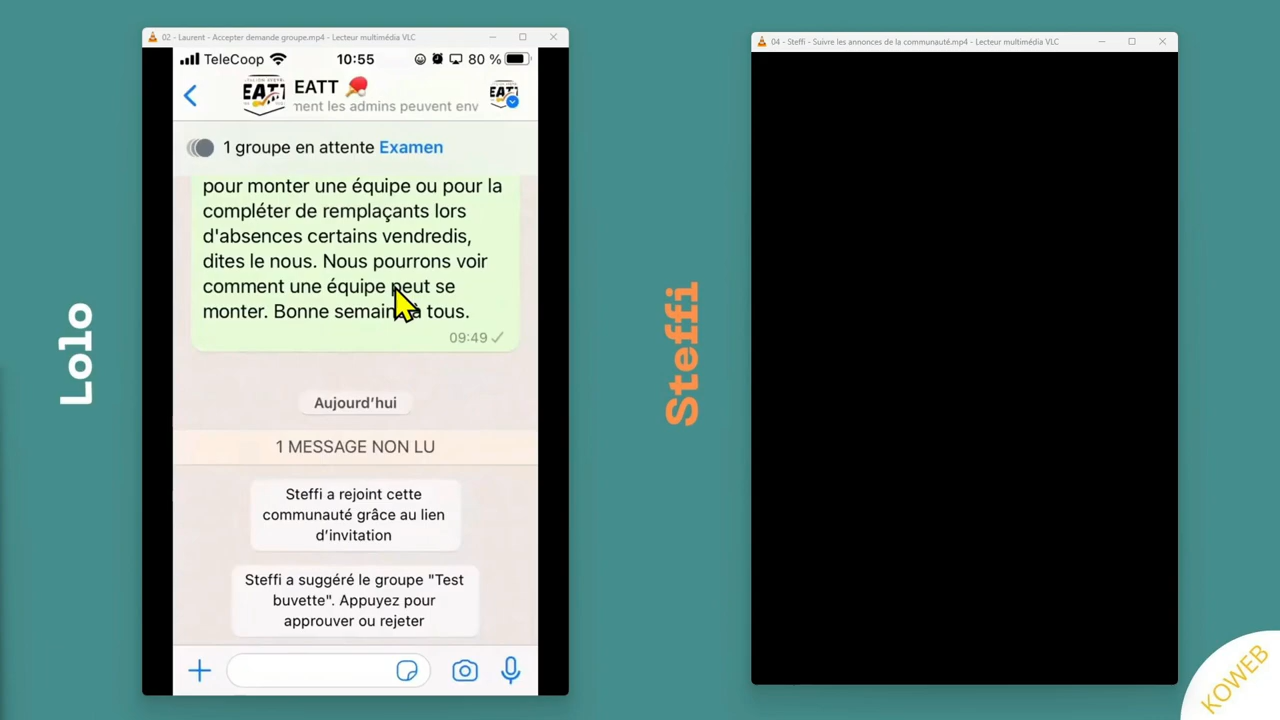 02 - Laurent - Accepter demande groupe.mp4 - Lecteur multimédia VLC
04 - Steffi - Suivre les annonces de la communauté.mp4 - Lecteur multimédia VLC
TeleCoop
10:55
80 %
EATT
ment les admins peuvent env
1 groupe en attente Examen
pour monter une équipe ou pour la
compléter de remplaçants lors
d'absences certains vendredis,
dites le nous. Nous pourrons voir
comment une équipe peut se
monter. Bonne semaine à tous.
09:49
Aujourd'hui
1 MESSAGE NON LU
Steffi a rejoint cette
communauté grâce au lien
d'invitation
Steffi a suggéré le groupe "Test
buvette". Appuyez pour
approuver ou rejeter
Lolo
Steffi
KOWEB